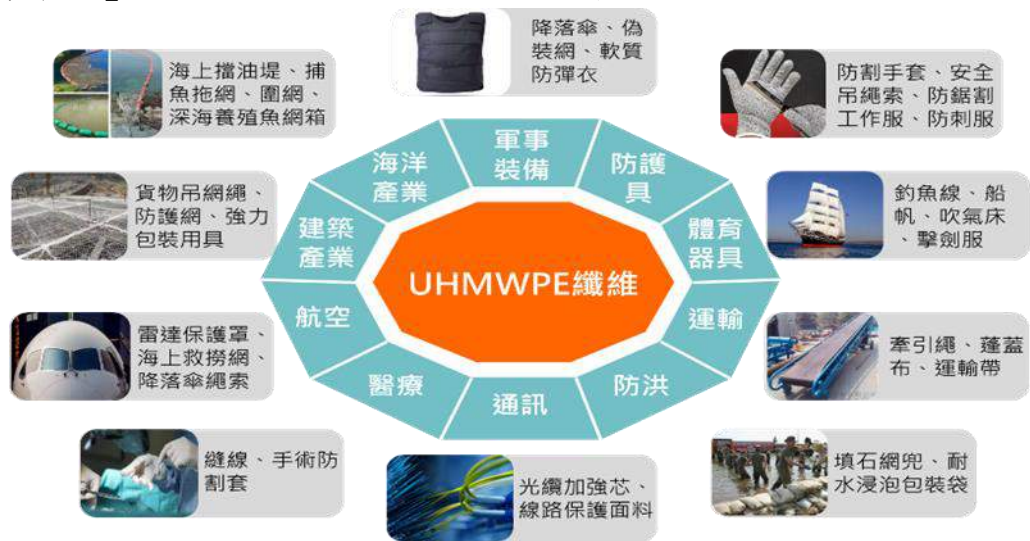 降落傘、偽
裝網、軟質
防彈衣
海上擋油堤、捕
魚拖網、圍網、
深海養殖魚網箱
防割手套、安全
吊繩索、防鋸割
工作服、防刺服
貨物吊網繩、
防護網、強力
包裝用具
釣魚線、船
帆、吹氣床
、擊劍服
雷達保護罩、
海上救撈網、
降落傘繩索
牽引繩、蓬蓋
布、運輸帶
縫線、手術防
割套
光纜加強芯、
線路保護面料
填石網兜、耐
水浸泡包裝袋
軍事
裝備
防護
具
體育
器具
運輸
防洪
通訊
醫療
航空
建築
產業
海洋
產業
UHMWPE纖維